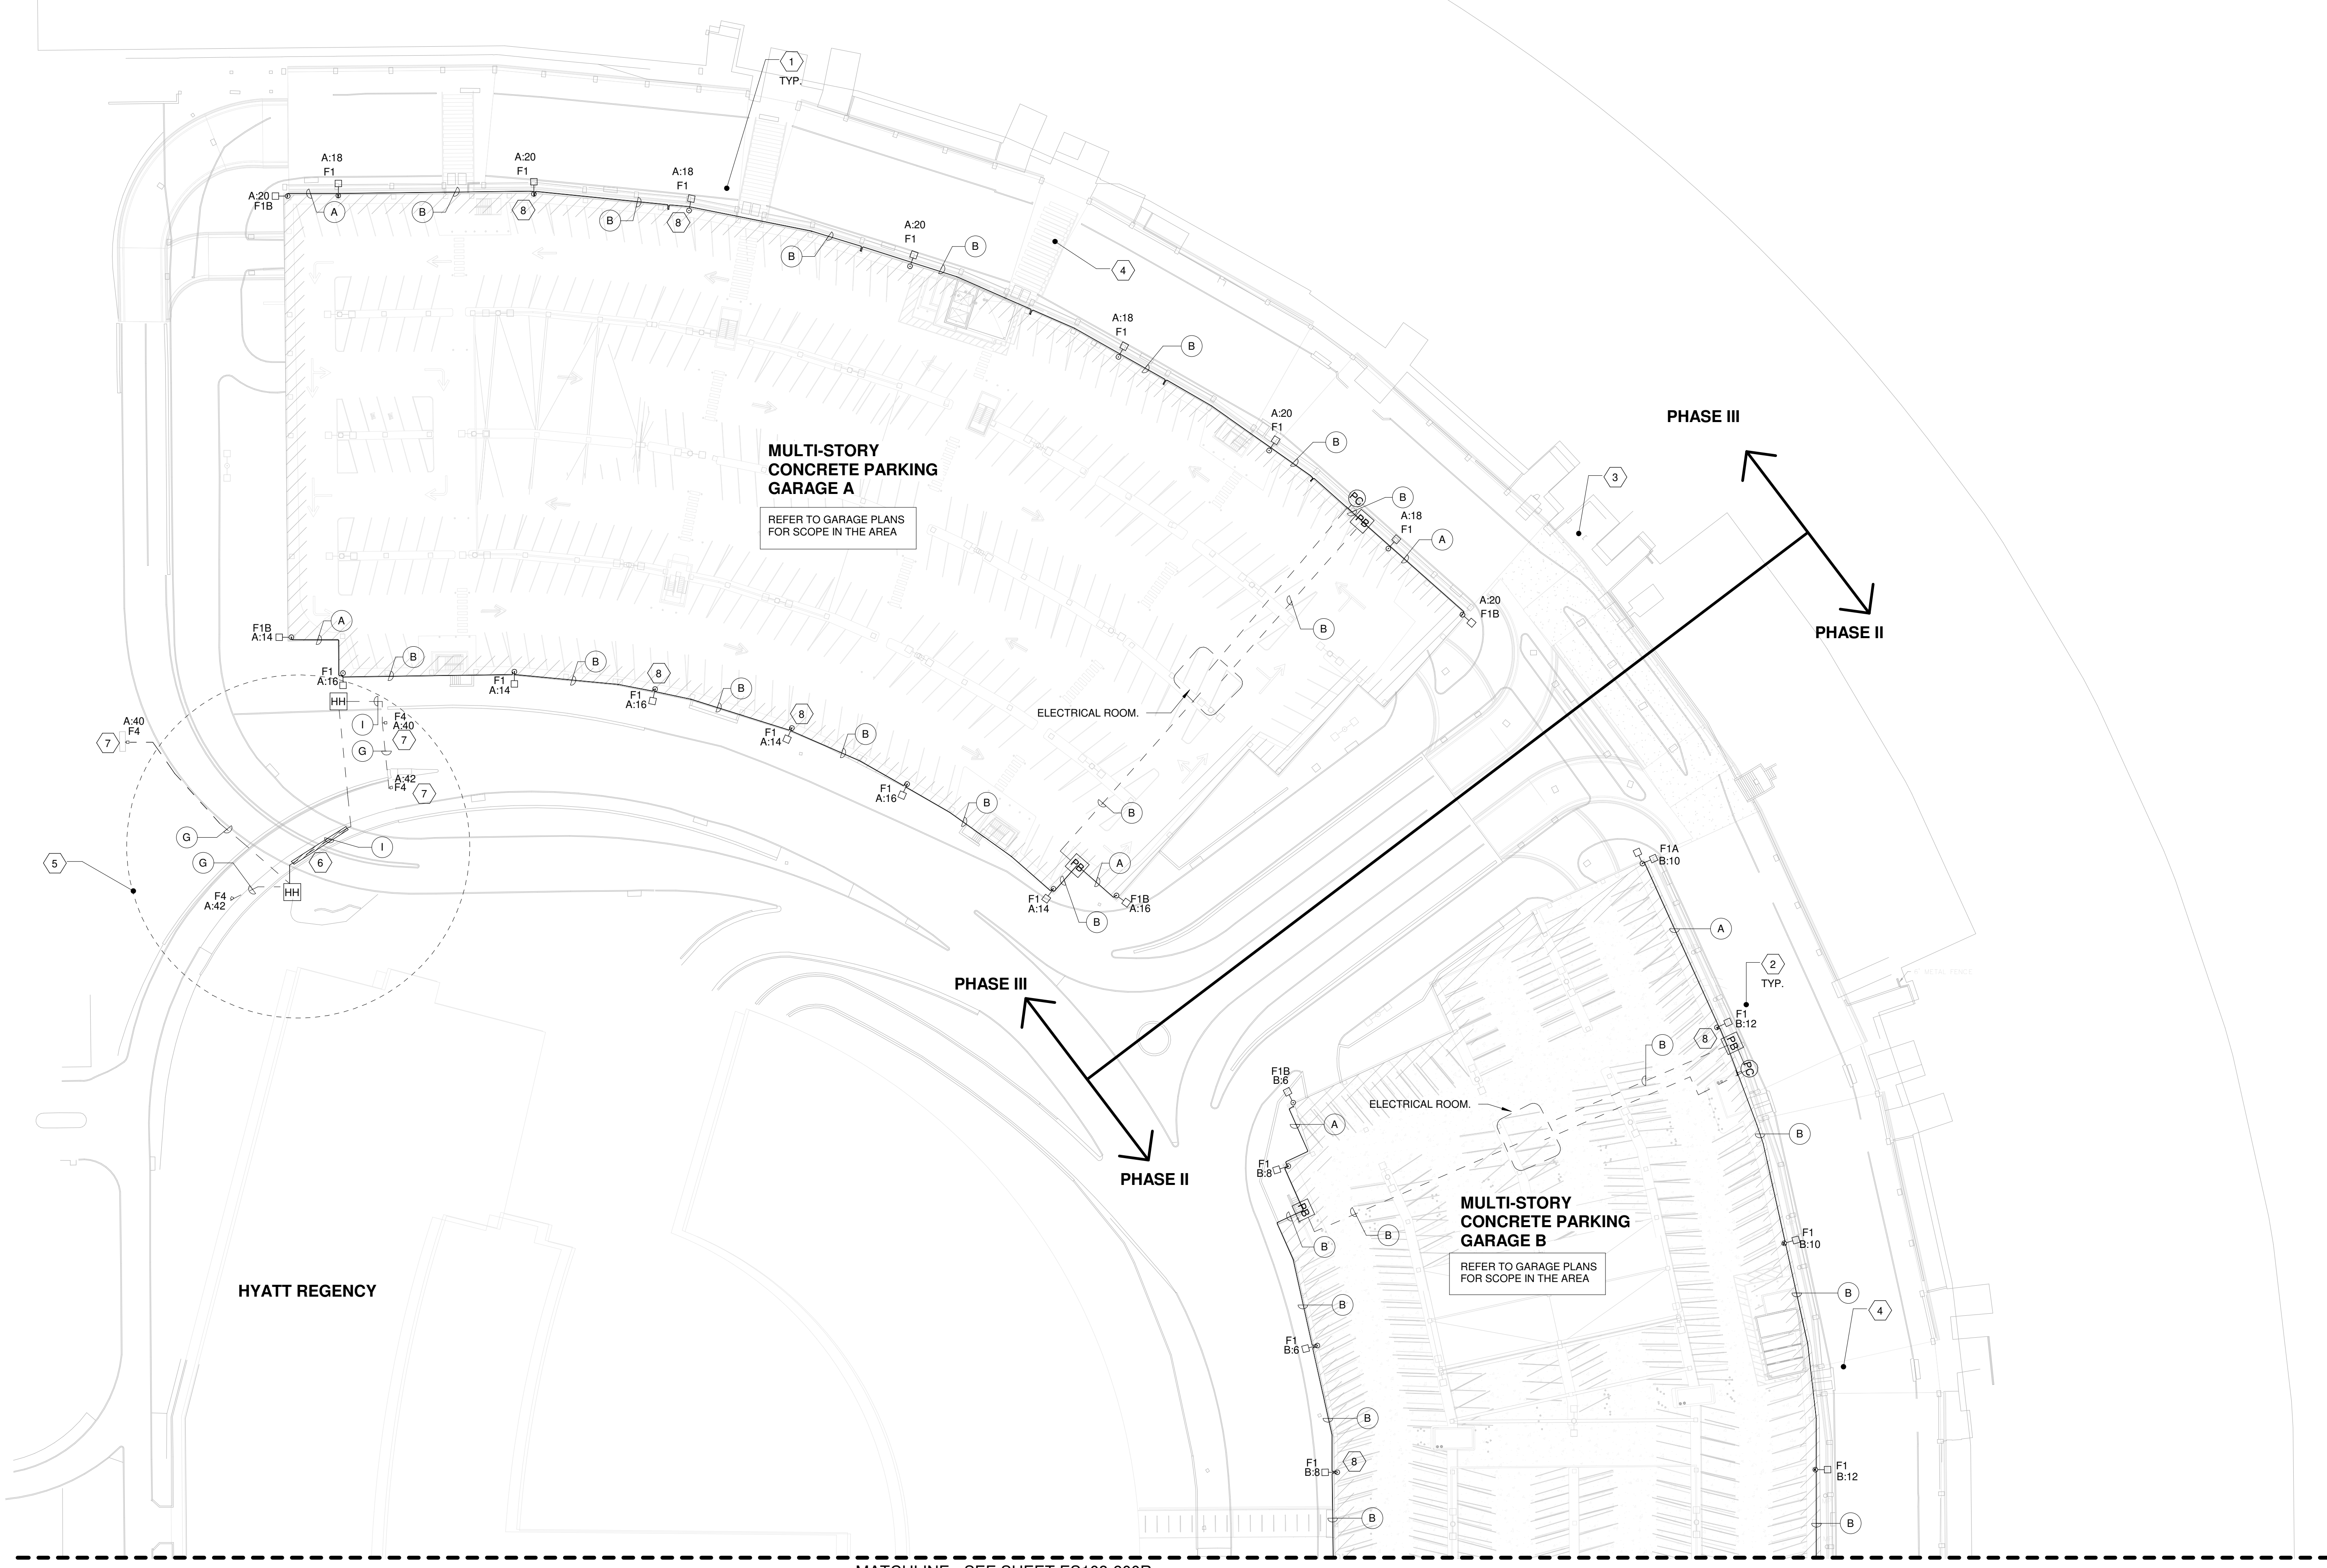 1
TYP.
A:18
F1
A:20
F1
A:18
F1
A:20
F1B
A
B
8
B
8
A:20
F1
B
B
4
A:18
F1
B
A:20
F1
B
PHASE III
MULTI-STORY
CONCRETE PARKING
GARAGE A
REFER TO GARAGE PLANS
FOR SCOPE IN THE AREA
3
PC
B
PB
A:18
F1
A
A:20
F1B
B
PHASE II
F1B
A:14
A
F1
A:16
B
F1
A:14
B
8
F1
A:16
B
8
F1
A:14
B
ELECTRICAL ROOM.
HH
I
F4
A:40
7
G
A:40
F4
7
A:42
F4
7
F1
A:16
B
B
G
I
G
6
5
F4
A:42
HH
PB
A
F1
A:14
F1B
A:16
B
F1A
B:10
A
2
TYP.
PHASE III
F1
B:12
8
PB
B
PC
F1B
B:6
ELECTRICAL ROOM.
A
B
F1
B:8
PHASE II
PB
B
B
MULTI-STORY
CONCRETE PARKING
GARAGE B
REFER TO GARAGE PLANS
FOR SCOPE IN THE AREA
F1
B:10
HYATT REGENCY
B
B
4
F1
B:6
B
F1
B:8
8
F1
B:12
B
B